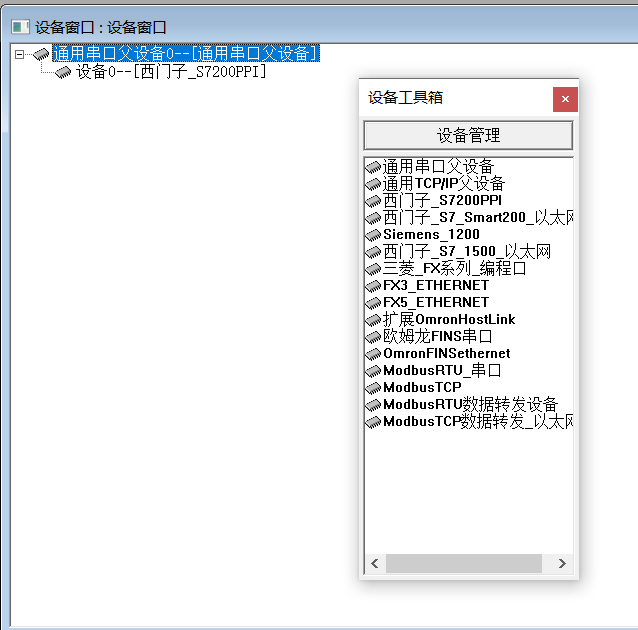 设备窗口 : 设备窗口
通用串口父设备0--[通用串口父设备]
设备0--[西门子_S7200PPI]
设备工具箱
设备管理
通用串口父设备
通用TCP/IP父设备
西门子_S7200PPI
西门子_S7_Smart200_以太网
Siemens_1200
西门子_S7_1500_以太网
三菱_FX系列_编程口
FX3_ETHERNET
FX5_ETHERNET
扩展OmronHostLink
欧姆龙FINS串口
OmronFINSethernet
ModbusRTU_串口
ModbusTCP
ModbusRTU数据转发设备
ModbusTCP数据转发_以太网